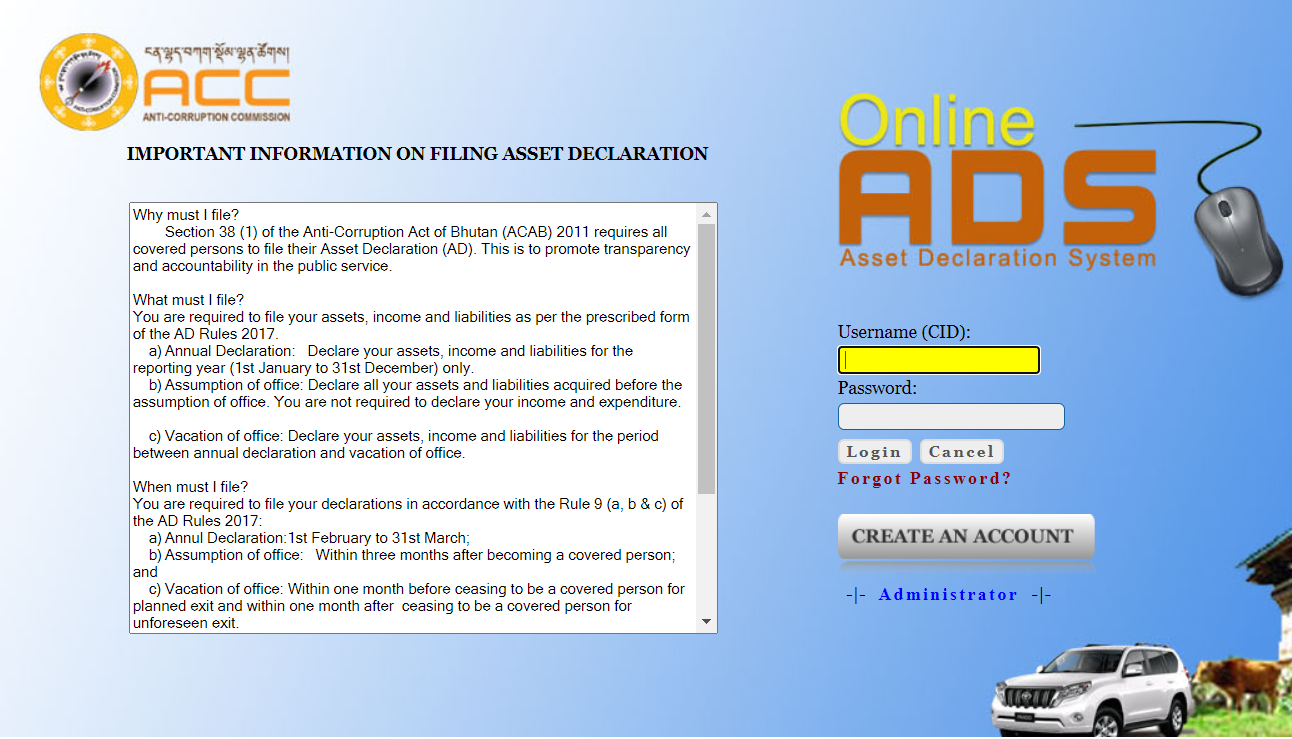 ངན་ལྷད་བཀག་སྡོམ་ལྷན་ཚོགས།
ACC
ANTI-CORRUPTION COMMISSION
IMPORTANT INFORMATION ON FILING ASSET DECLARATION
Why must I file?
Section 38 (1) of the Anti-Corruption Act of Bhutan (ACAB) 2011 requires all
covered persons to file their Asset Declaration (AD). This is to promote transparency
and accountability in the public service.
What must I file?
You are required to file your assets, income and liabilities as per the prescribed form
of the AD Rules 2017.
a) Annual Declaration: Declare your assets, income and liabilities for the
reporting year (1st January to 31st December) only.
b) Assumption of office: Declare all your assets and liabilities acquired before the
assumption of office. You are not required to declare your income and expenditure.
c) Vacation of office: Declare your assets, income and liabilities for the period
between annual declaration and vacation of office.
When must I file?
You are required to file your declarations in accordance with the Rule 9 (a, b & c) of
the AD Rules 2017:
a) Annul Declaration:1st February to 31st March;
b) Assumption of office: Within three months after becoming a covered person;
and
c) Vacation of office: Within one month before ceasing to be a covered person for
planned exit and within one month after ceasing to be a covered person for
unforeseen exit.
Online
ADS
Asset Declaration System
Username (CID):
Password:
Login Cancel
Forgot Password?
CREATE AN ACCOUNT
-|- Administrator -|-